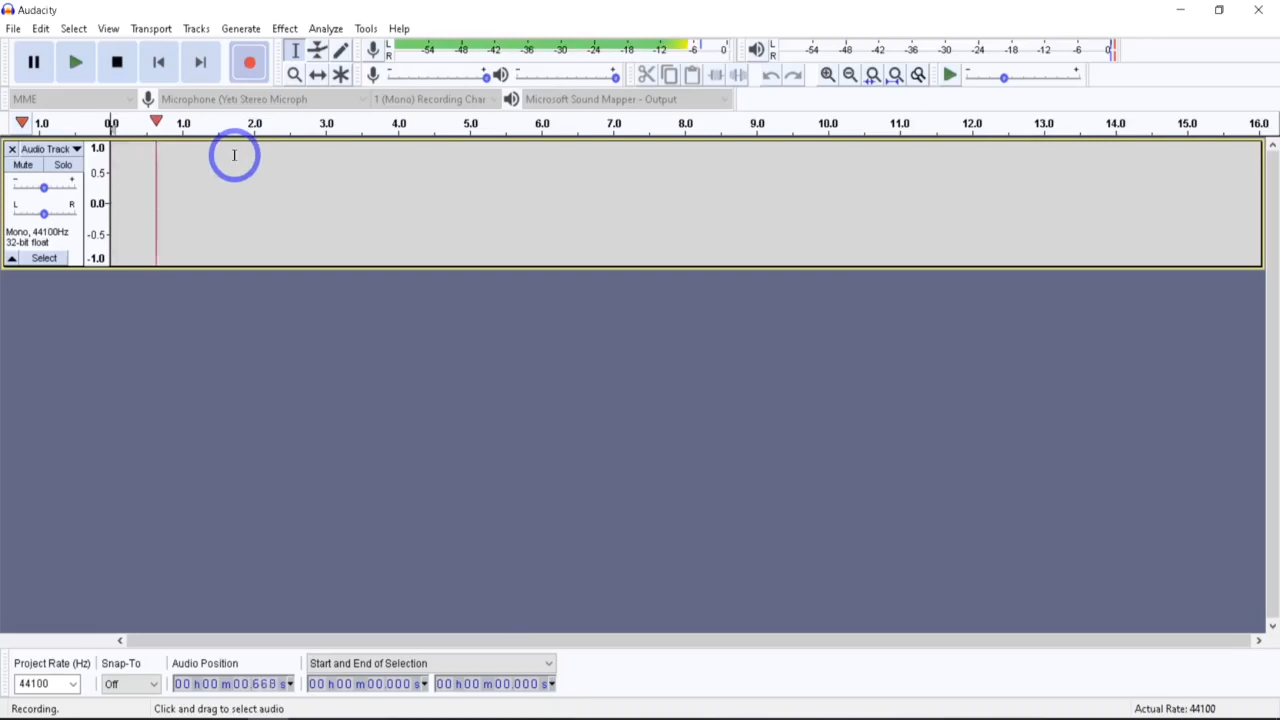 Audacity
File Edit Select View Transport Tracks Generate Effect Analyze Tools Help
L R -54 -48 -42 -36 -30 -24 -18 -12 -6 0 L R -54 -48 -42 -36 -30 -24 -18 -12 -6 0
- + - + - +
MME Microphone (Yeti Stereo Microph 1 (Mono) Recording Char Microsoft Sound Mapper - Output
1.0 0.0 1.0 2.0 3.0 4.0 5.0 6.0 7.0 8.0 9.0 10.0 11.0 12.0 13.0 14.0 15.0 16.0
Audio Track 1.0
Mute Solo
- + 0.5
L R 0.0
Mono, 44100Hz -0.5
32-bit float
Select -1.0
Project Rate (Hz) Snap-To Audio Position Start and End of Selection
44100 Off 00 h 00 m 00.668 s 00 h 00 m 00.000 s 00 h 00 m 00.000 s
Recording. Click and drag to select audio Actual Rate: 44100